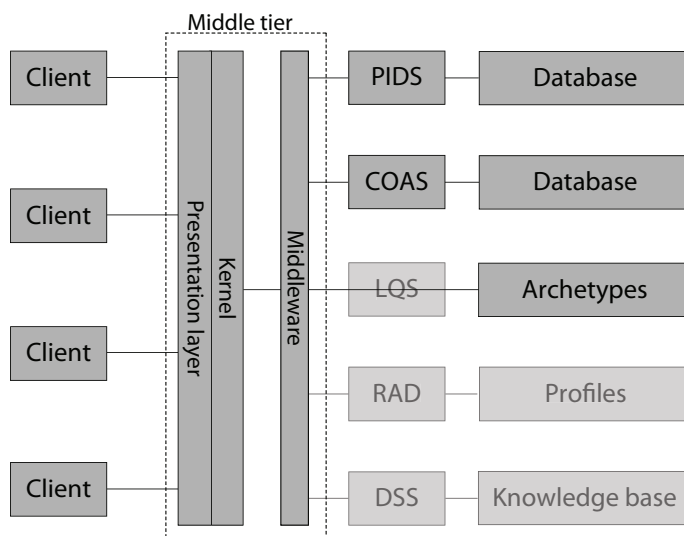 Middle tier
Client
PIDS
Database
Client
COAS
Database
Presentation layer
Kernel
Middleware
LQS
Archetypes
Client
RAD
Profiles
Client
DSS
Knowledge base